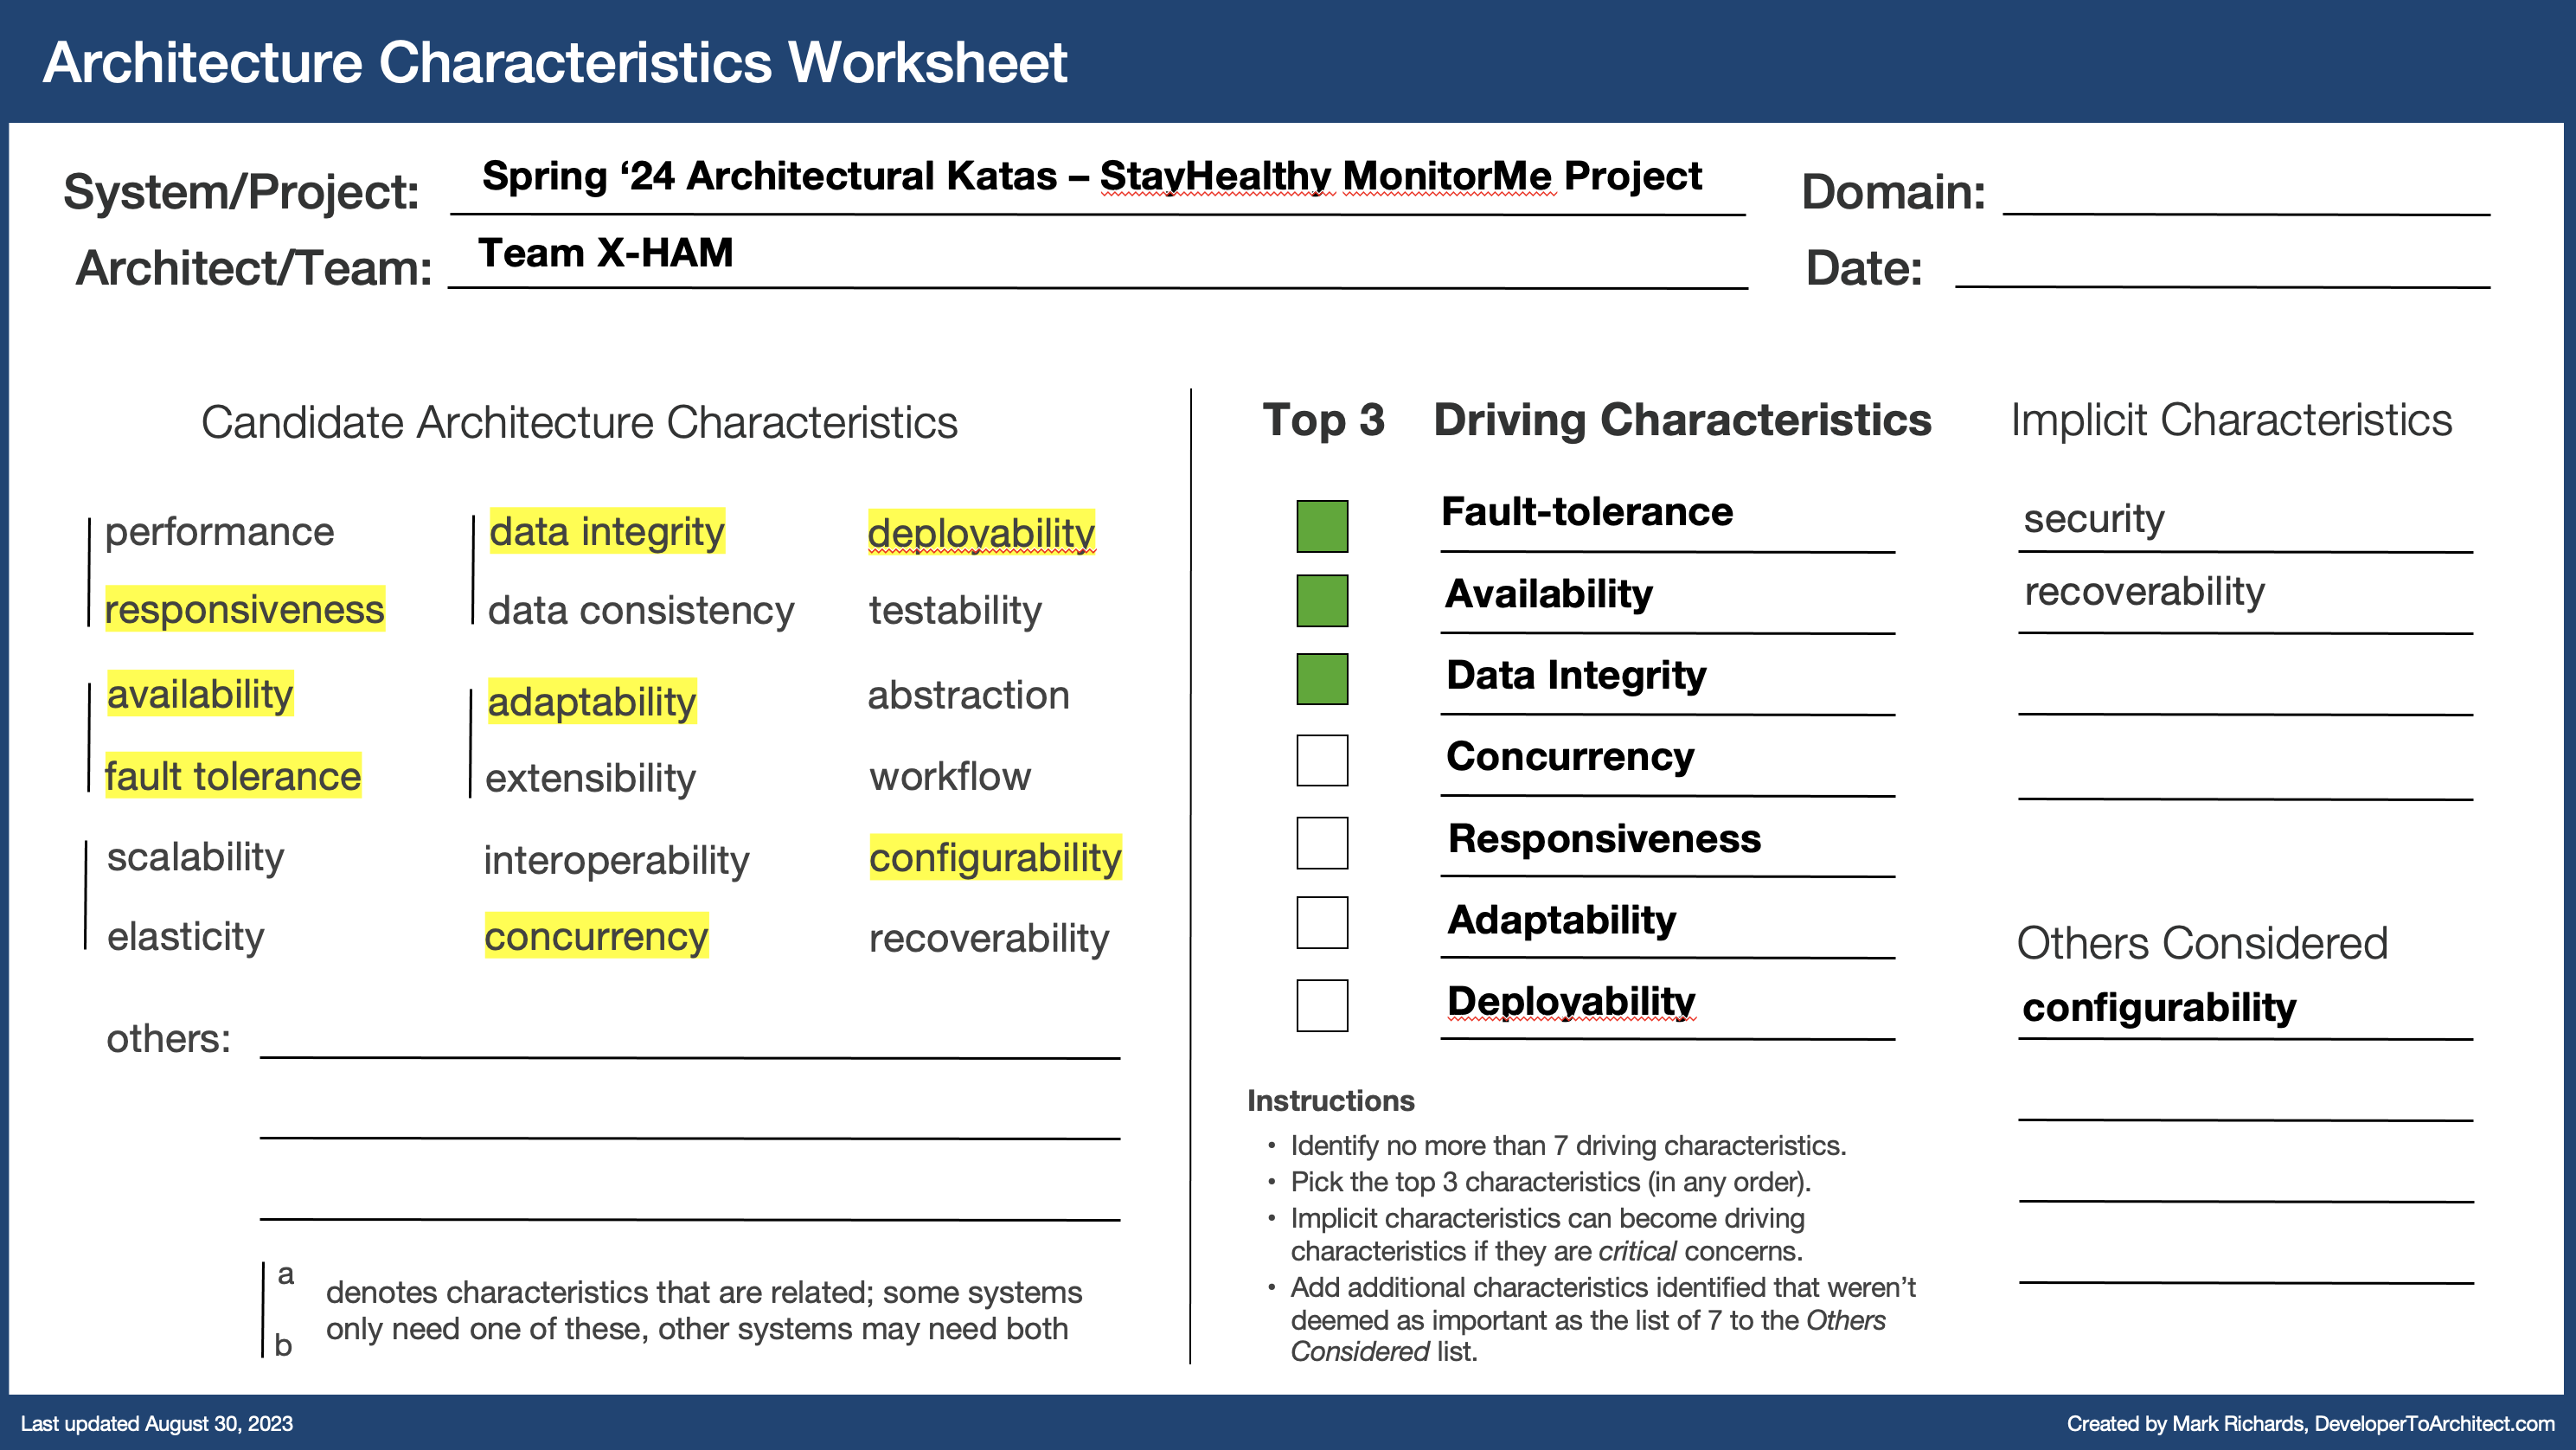 Architecture Characteristics Worksheet
System/Project: Spring ‘24 Architectural Katas – StayHealthy MonitorMe Project
Domain:
Architect/Team: Team X-HAM
Date:
Candidate Architecture Characteristics
performance
data integrity
deployability
responsiveness
data consistency
testability
availability
adaptability
abstraction
fault tolerance
extensibility
workflow
scalability
interoperability
configurability
elasticity
concurrency
recoverability
others:
a
b
denotes characteristics that are related; some systems
only need one of these, other systems may need both
Top 3
Driving Characteristics
Fault-tolerance
Availability
Data Integrity
Concurrency
Responsiveness
Adaptability
Deployability
Instructions
• Identify no more than 7 driving characteristics.
• Pick the top 3 characteristics (in any order).
• Implicit characteristics can become driving
characteristics if they are critical concerns.
• Add additional characteristics identified that weren’t
deemed as important as the list of 7 to the Others
Considered list.
Implicit Characteristics
security
recoverability
Others Considered
configurability
Last updated August 30, 2023
Created by Mark Richards, DeveloperToArchitect.com